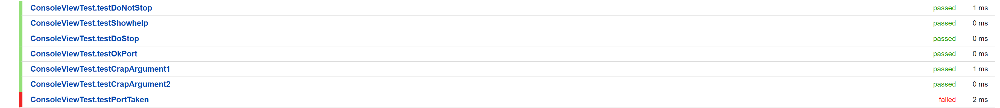 ConsoleViewTest.testDoNotStop passed 1 ms
ConsoleViewTest.testShowhelp passed 0 ms
ConsoleViewTest.testDoStop passed 0 ms
ConsoleViewTest.testOkPort passed 0 ms
ConsoleViewTest.testCrapArgument1 passed 1 ms
ConsoleViewTest.testCrapArgument2 passed 0 ms
ConsoleViewTest.testPortTaken failed 2 ms